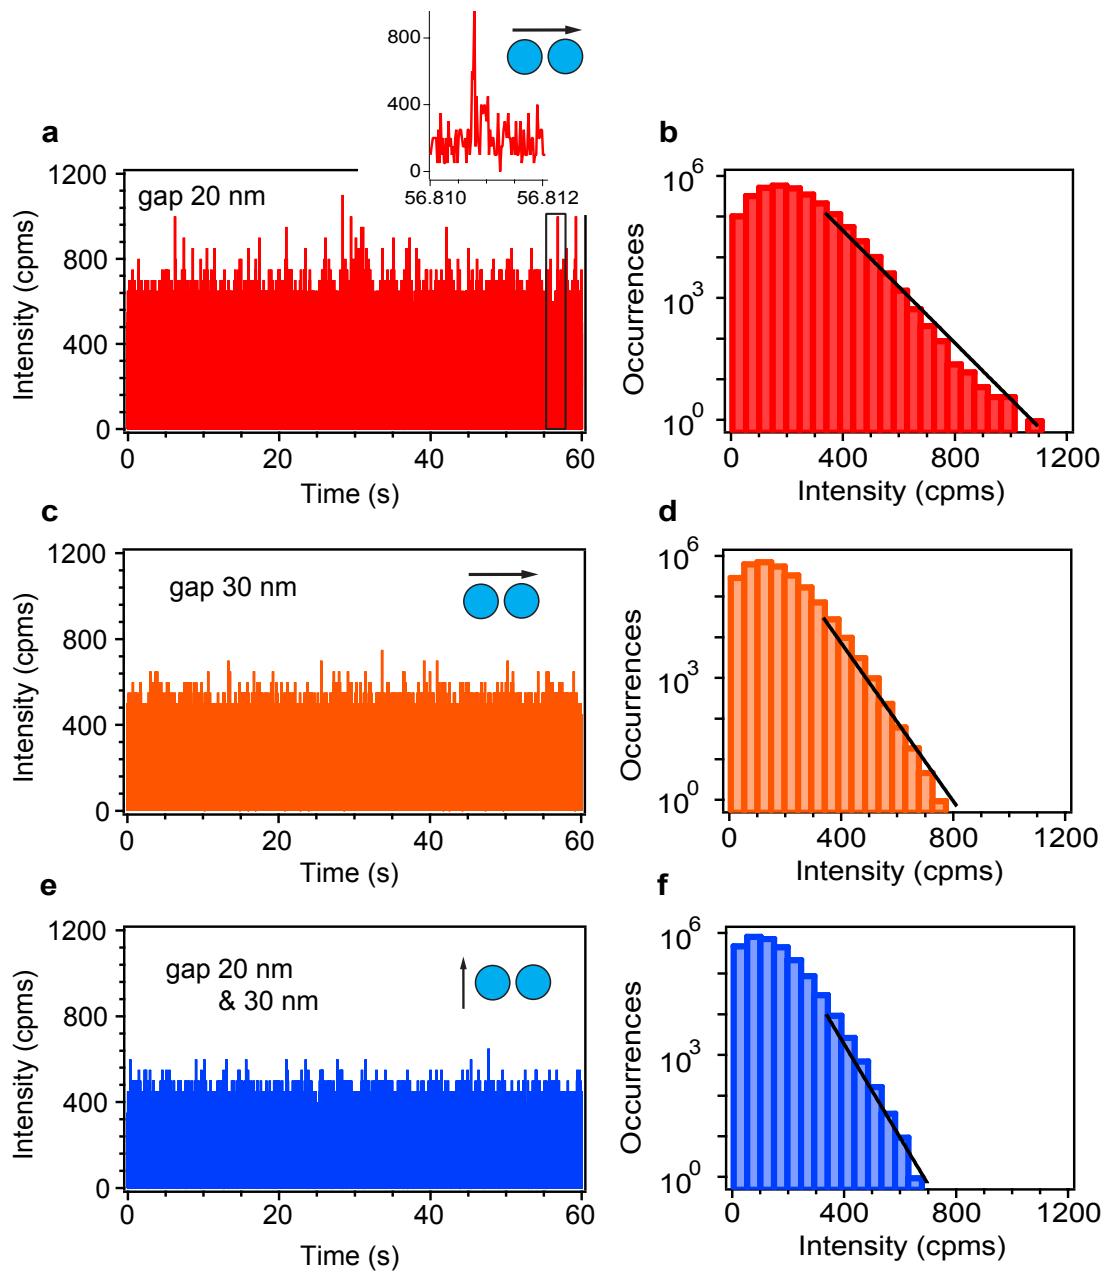 800
400
0
56.810 56.812
a
gap 20 nm
1200
800
400
0
Intensity (cpms)
0 20 40 60
Time (s)
b
10^6
10^3
10^0
Occurrences
0 400 800 1200
Intensity (cpms)
c
gap 30 nm
1200
800
400
0
Intensity (cpms)
0 20 40 60
Time (s)
d
10^6
10^3
10^0
Occurrences
0 400 800 1200
Intensity (cpms)
e
gap 20 nm
& 30 nm
1200
800
400
0
Intensity (cpms)
0 20 40 60
Time (s)
f
10^6
10^3
10^0
Occurrences
0 400 800 1200
Intensity (cpms)